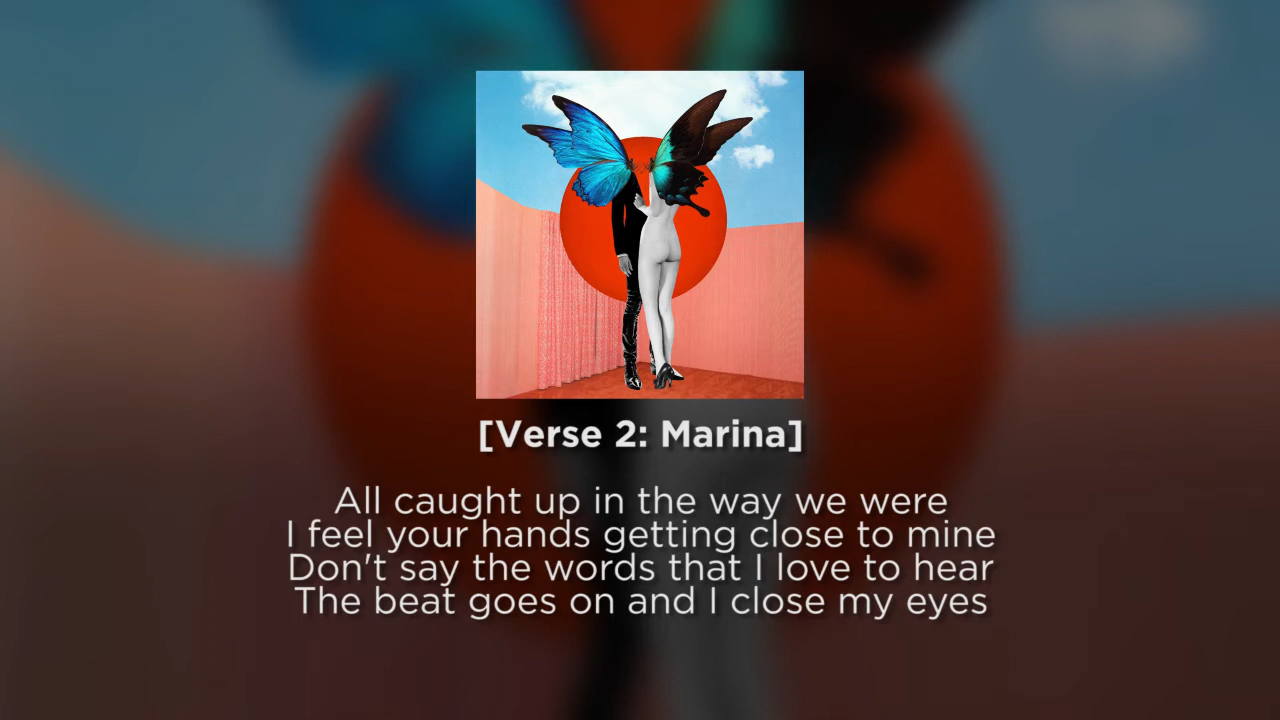 [Verse 2: Marina]
All caught up in the way we were
I feel your hands getting close to mine
Don't say the words that I love to hear
The beat goes on and I close my eyes